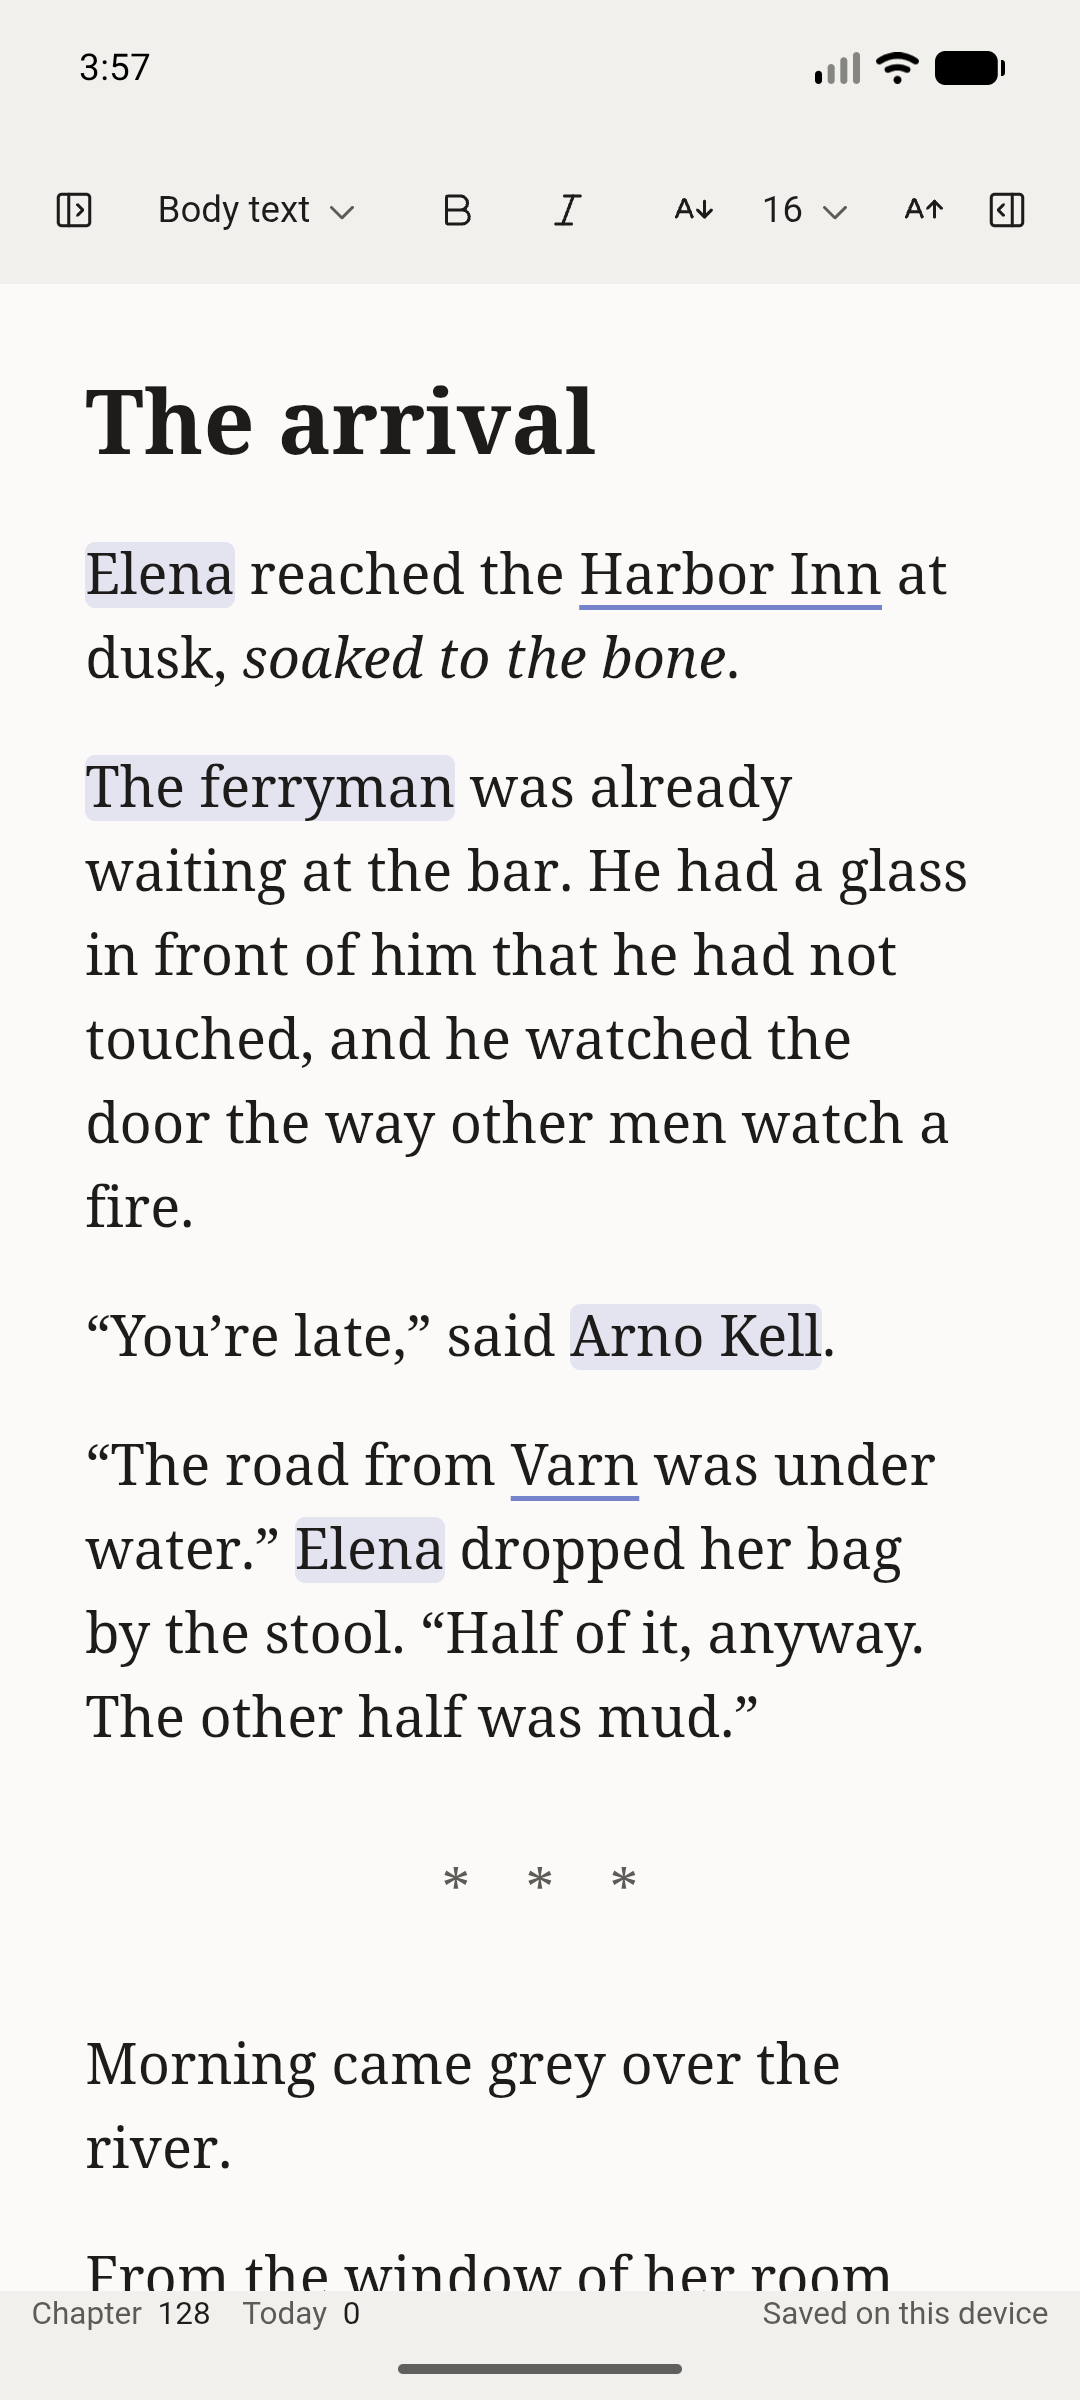 3:57
Body text B I A↓ 16 A↑
The arrival
Elena reached the Harbor Inn at
dusk, soaked to the bone.
The ferryman was already
waiting at the bar. He had a glass
in front of him that he had not
touched, and he watched the
door the way other men watch a
fire.
“You’re late,” said Arno Kell.
“The road from Varn was under
water.” Elena dropped her bag
by the stool. “Half of it, anyway.
The other half was mud.”
* * *
Morning came grey over the
river.
From the window of her room
Chapter 128 Today 0 Saved on this device